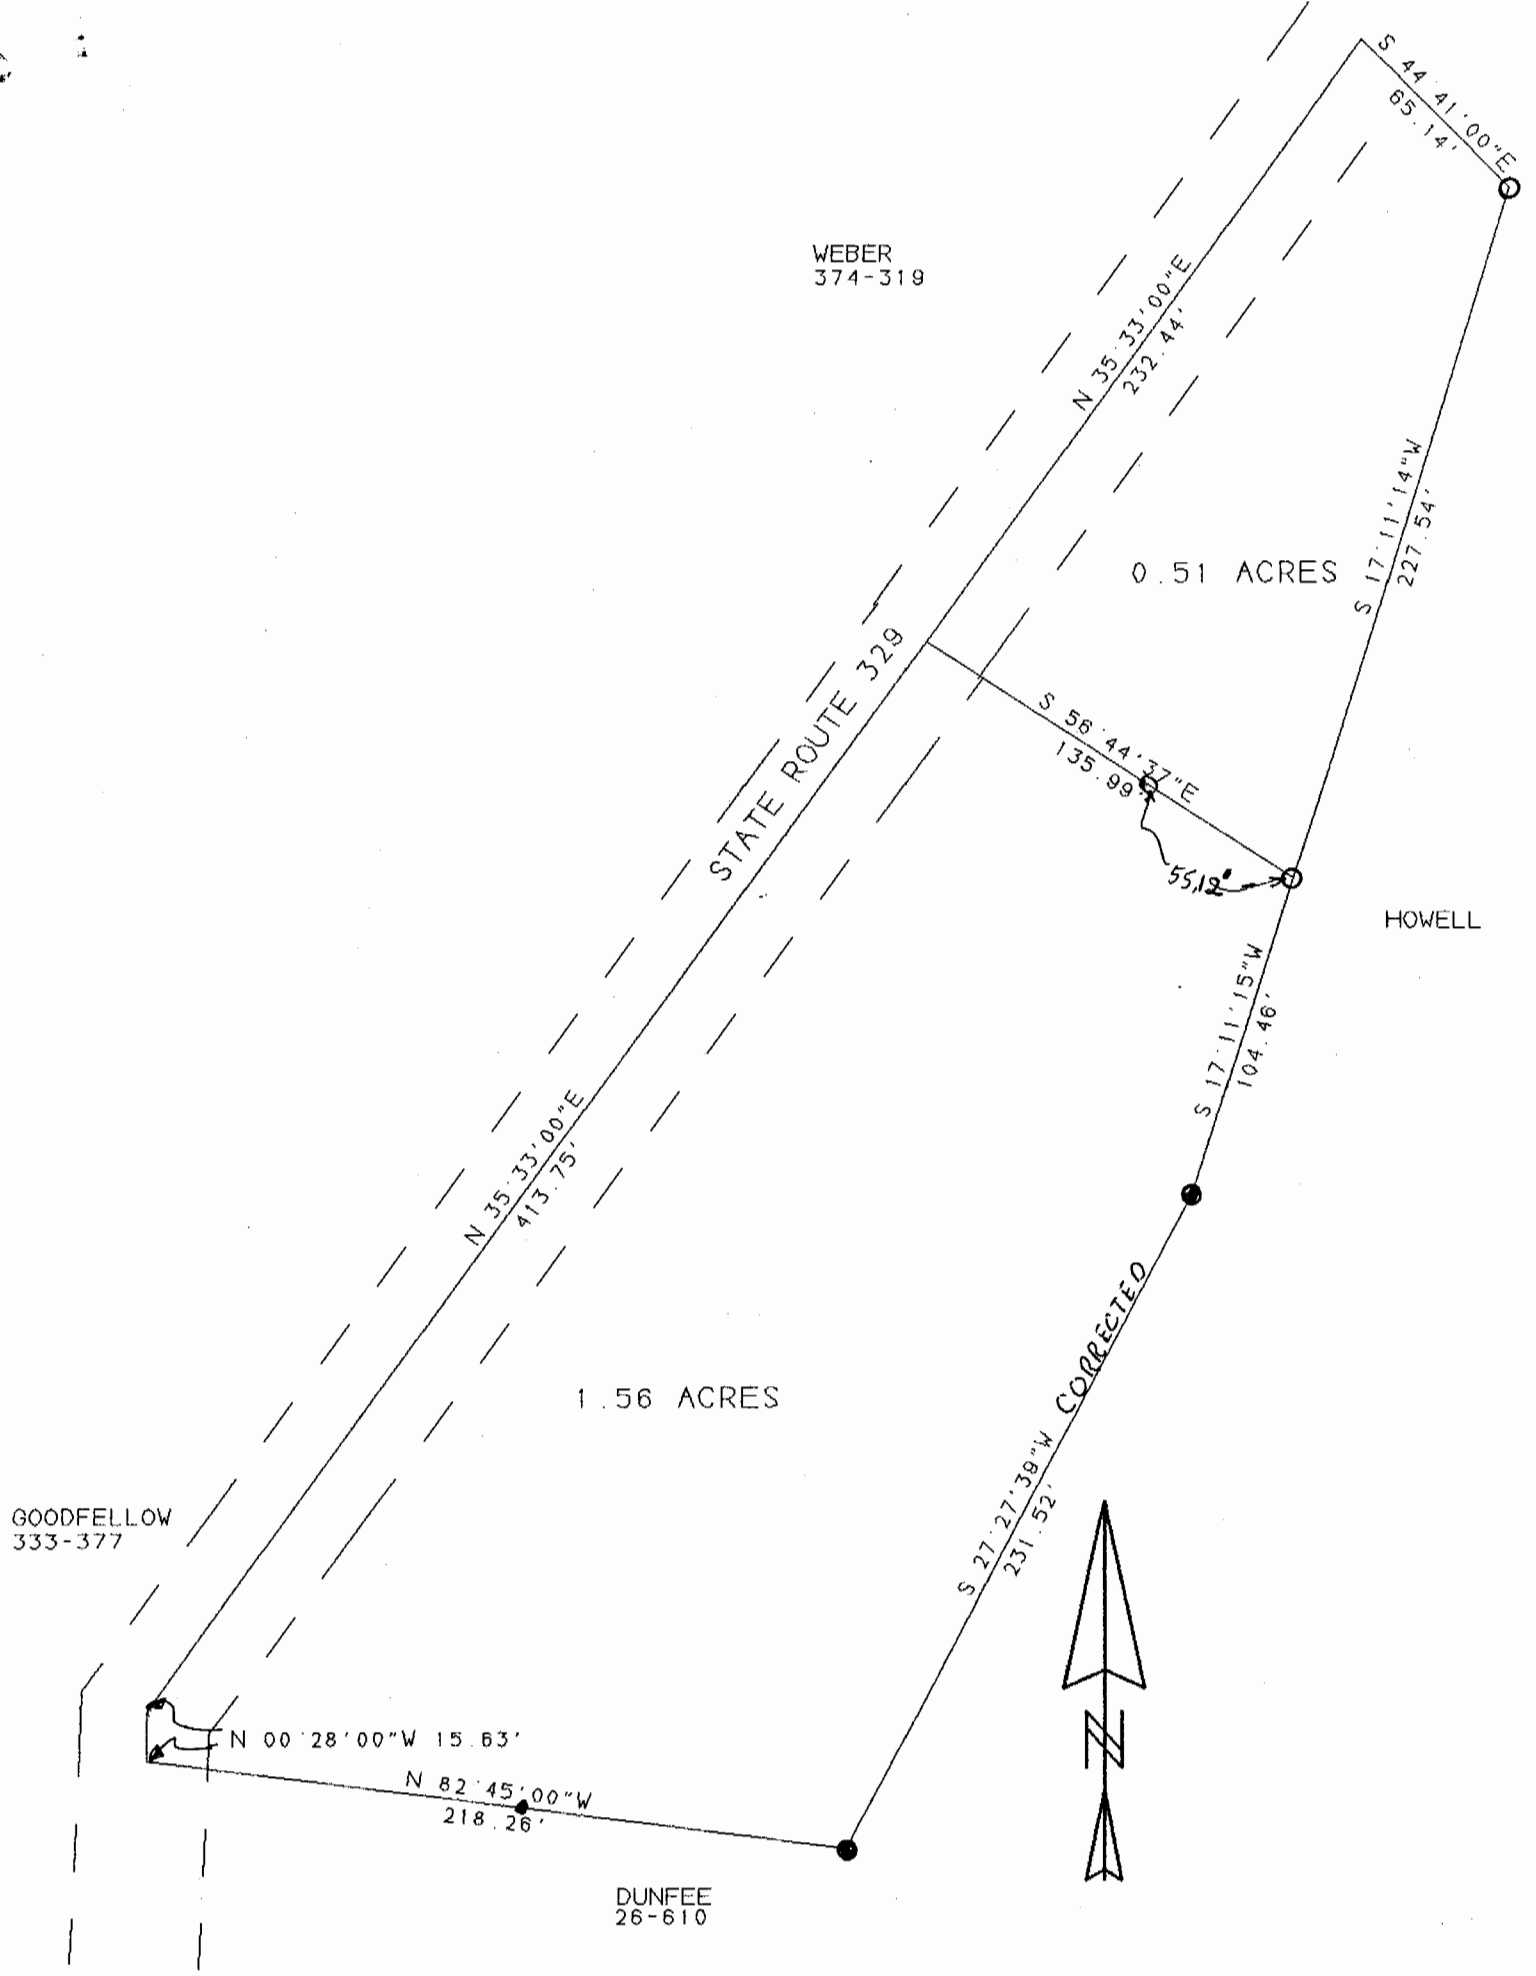 S 44°41'00"E
65.14'
WEBER
374-319
N 35°33'00"E
232.44'
S 17°11'14"W
227.54'
0.51 ACRES
STATE ROUTE 329
S 56°44'37"E
135.99'
55.12'
HOWELL
S 17°11'15"W
104.46'
N 35°33'00"E
413.75'
CORRECTED
1.56 ACRES
S 27°27'39"W
231.52'
GOODFELLOW
333-377
N 00°28'00"W 15.63'
N
N 82°45'00"W
218.26'
DUNFEE
26-610